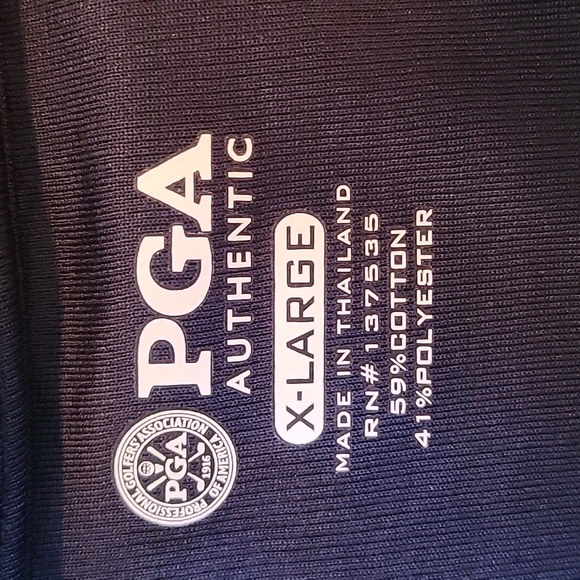 PROFESSIONAL GOLFERS' ASSOCIATION OF AMERICA
PGA
1916
PGA
AUTHENTIC
X-LARGE
MADE IN THAILAND
RN#137535
59%COTTON
41%POLYESTER